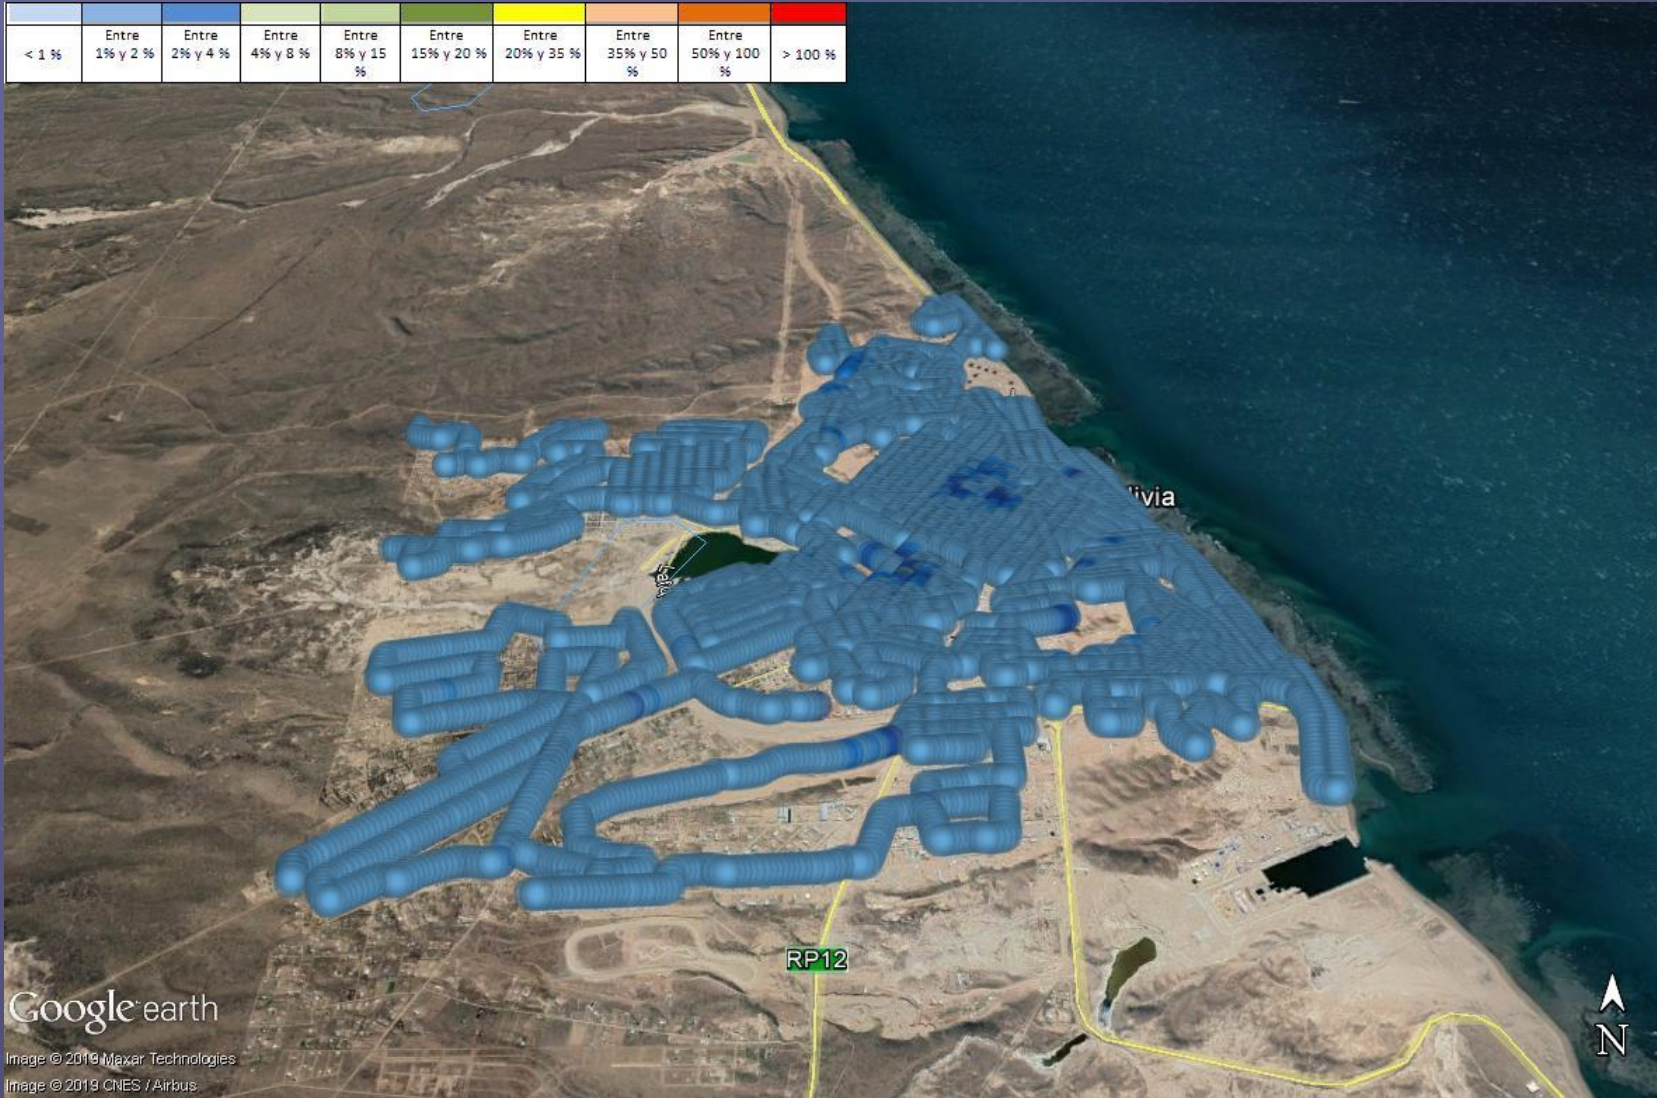 < 1 %
Entre
1% y 2 %
Entre
2% y 4 %
Entre
4% y 8 %
Entre
8% y 15
%
Entre
15% y 20 %
Entre
20% y 35 %
Entre
35% y 50
%
Entre
50% y 100
%
> 100 %
livia
RP12
Google earth
N
Image © 2019 Maxar Technologies
Image © 2019 CNES / Airbus